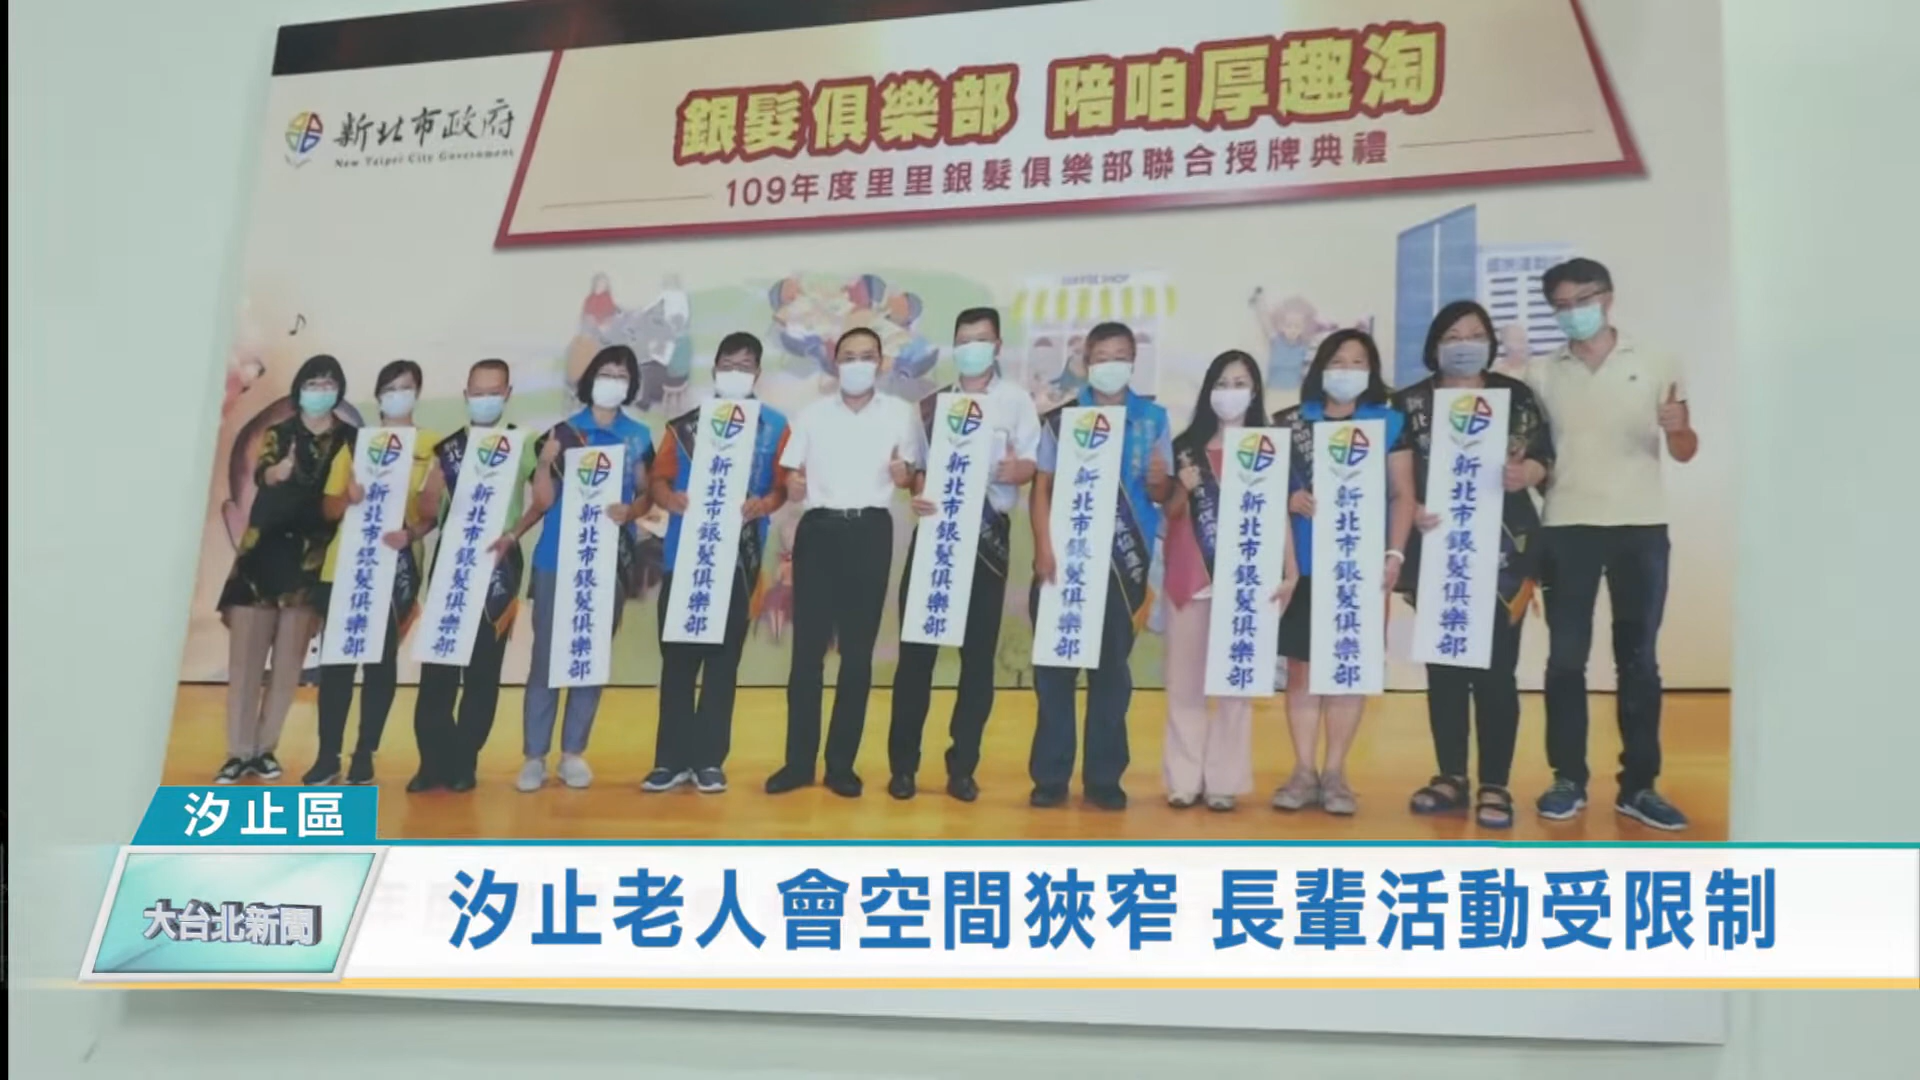 銀髮俱樂部 陪咱厚趣淘
新北市政府
New Taipei City Government
109年度里里銀髮俱樂部聯合授牌典禮
COFFEE SHOP
新北市銀髮俱樂部
新北市銀髮俱樂部
新北市銀髮俱樂部
新北市銀髮俱樂部
新北市銀髮俱樂部
新北市銀髮俱樂部
新北市銀髮俱樂部
新北市銀髮俱樂部
新北市銀髮俱樂部
汐止區
大台北新聞
汐止老人會空間狹窄 長輩活動受限制